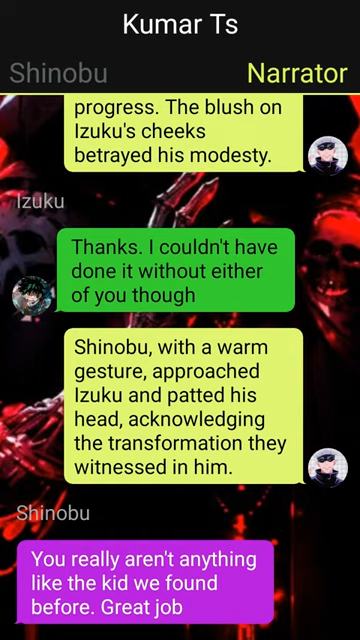 Kumar Ts
Shinobu Narrator
progress. The blush on
Izuku's cheeks
betrayed his modesty.
Izuku
Thanks. I couldn't have
done it without either
of you though
Shinobu, with a warm
gesture, approached
Izuku and patted his
head, acknowledging
the transformation they
witnessed in him.
Shinobu
You really aren't anything
like the kid we found
before. Great job